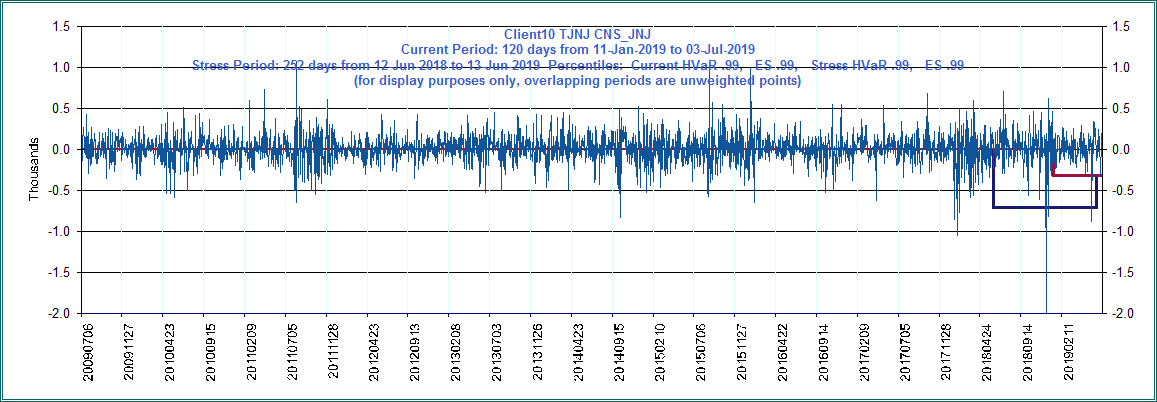 Client10 TJNJ CNS_JNJ
Current Period: 120 days from 11-Jan-2019 to 03-Jul-2019
Stress Period: 252 days from 12 Jun 2018 to 13 Jun 2019 Percentiles: Current HVaR .99, ES .99, Stress HVaR .99, ES .99
(for display purposes only, overlapping periods are unweighted points)
1.5 1.5
1.0 1.0
0.5 0.5
0.0 0.0
-0.5 -0.5
-1.0 -1.0
-1.5 -1.5
-2.0 -2.0
Thousands
20090706 20091127 20100423 20100915 20110209 20110705 20111128 20120423 20120913 20130208 20130703 20131126 20140423 20140915 20150210 20150706 20151127 20160422 20160914 20170209 20170705 20171128 20180424 20180914 20190211